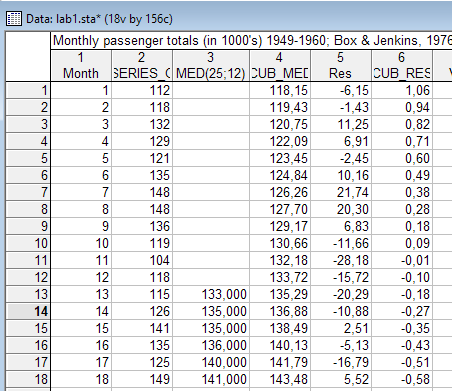 Data: lab1.sta* (18v by 156c)
Monthly passenger totals (in 1000's) 1949-1960; Box & Jenkins, 1976
1 2 3 4 5 6
Month SERIES_G MED(25;12) CUB_MED Res CUB_RES
1 1 112 118,15 -6,15 1,06
2 2 118 119,43 -1,43 0,94
3 3 132 120,75 11,25 0,82
4 4 129 122,09 6,91 0,71
5 5 121 123,45 -2,45 0,60
6 6 135 124,84 10,16 0,49
7 7 148 126,26 21,74 0,38
8 8 148 127,70 20,30 0,28
9 9 136 129,17 6,83 0,18
10 10 119 130,66 -11,66 0,09
11 11 104 132,18 -28,18 -0,01
12 12 118 133,72 -15,72 -0,10
13 13 115 133,000 135,29 -20,29 -0,18
14 14 126 135,000 136,88 -10,88 -0,27
15 15 141 135,000 138,49 2,51 -0,35
16 16 135 136,000 140,13 -5,13 -0,43
17 17 125 140,000 141,79 -16,79 -0,51
18 18 149 141,000 143,48 5,52 -0,58